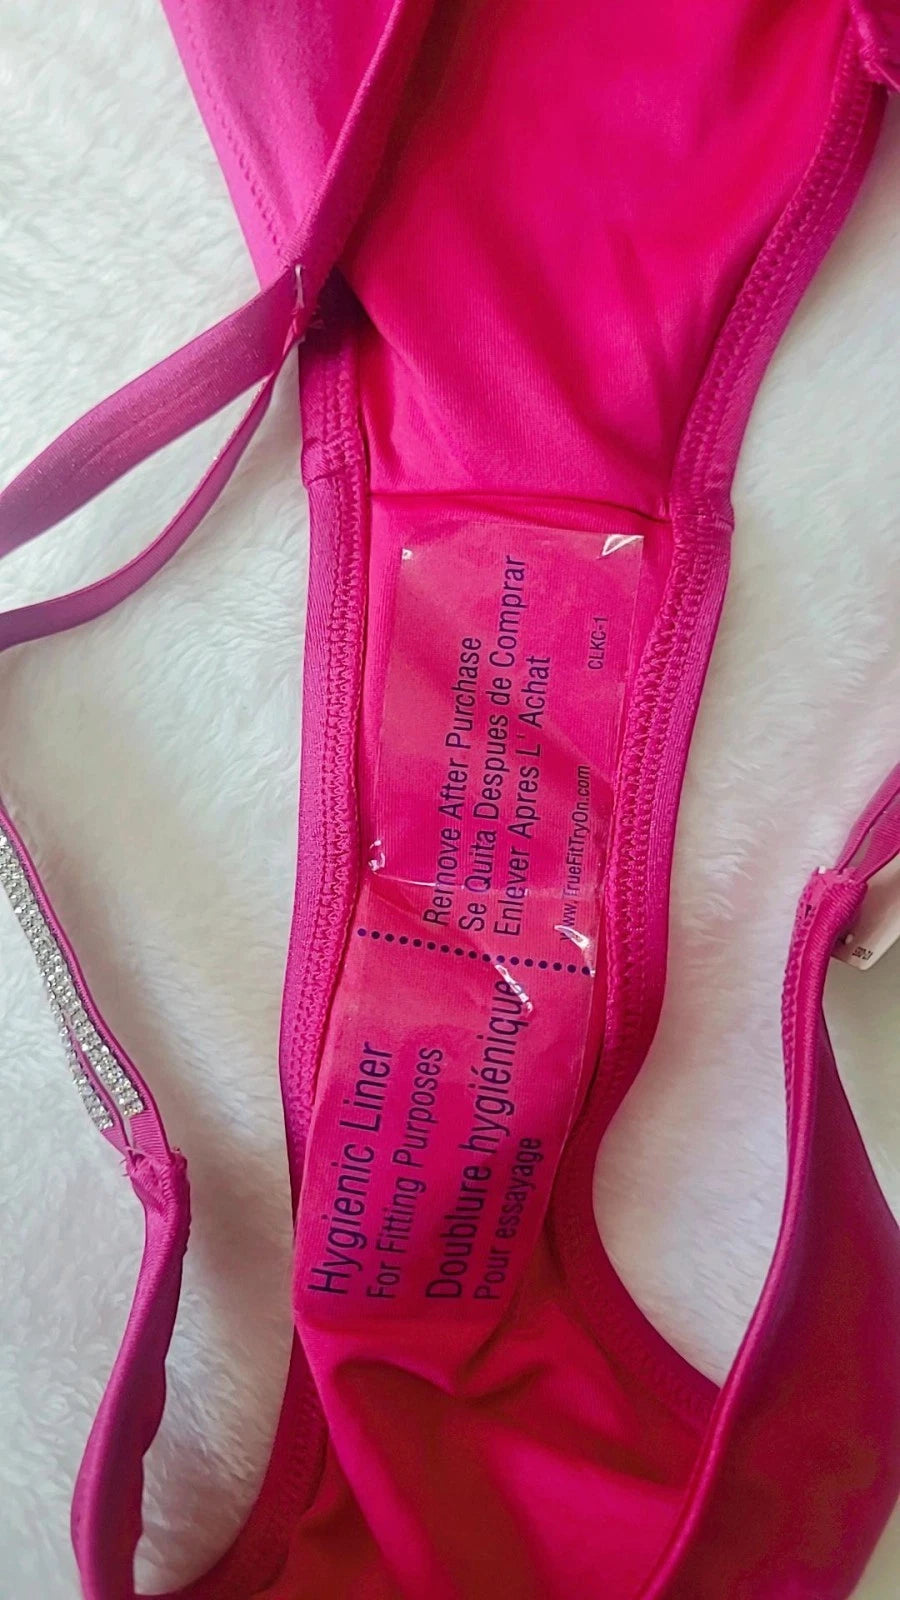 Remove After Purchase
Se Quita Despues de Comprar
Enlever Apres L' Achat
CLKC-1
www.TrueFitTryOn.com
Hygienic Liner
For Fitting Purposes
Doublure hygiénique
Pour essayage